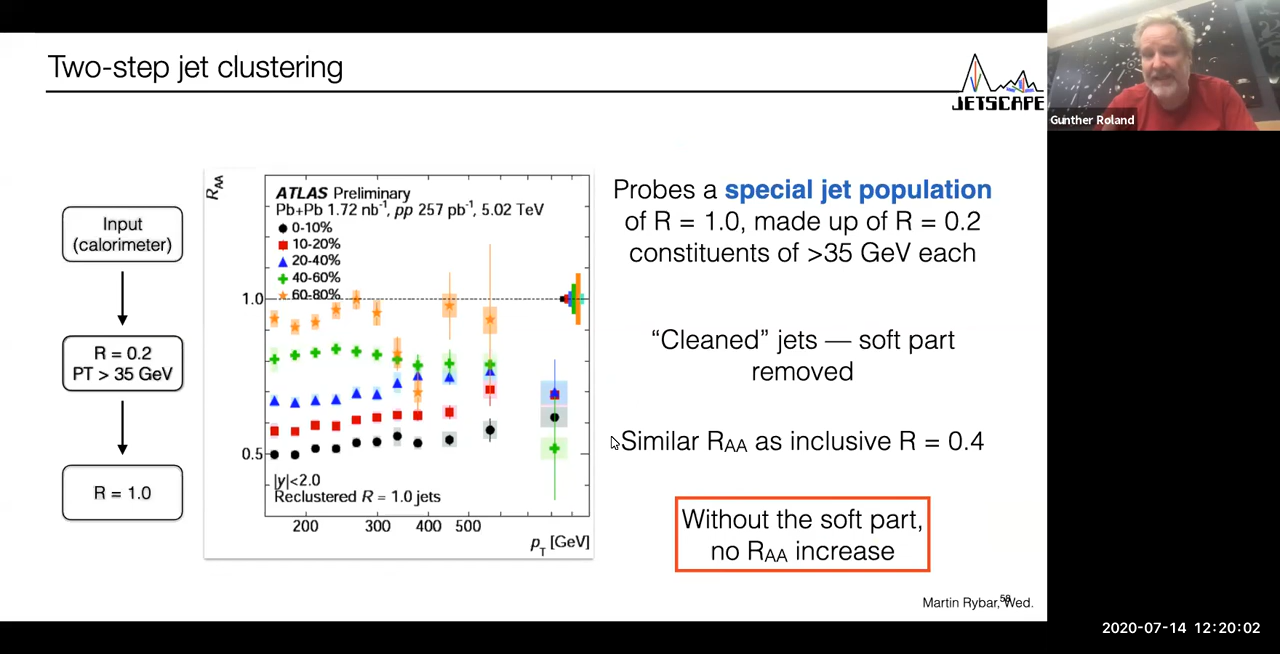 Two-step jet clustering
JETSCAPE
Gunther Roland
Input
(calorimeter)
R = 0.2
PT > 35 GeV
R = 1.0
R_AA
ATLAS Preliminary
Pb+Pb 1.72 nb⁻¹, pp 257 pb⁻¹, 5.02 TeV
0-10%
10-20%
20-40%
40-60%
60-80%
1.0
0.5
|y|<2.0
Reclustered R = 1.0 jets
200 300 400 500
p_T [GeV]
Probes a special jet population
of R = 1.0, made up of R = 0.2
constituents of >35 GeV each
“Cleaned” jets — soft part
removed
Similar R_AA as inclusive R = 0.4
Without the soft part,
no R_AA increase
Martin Rybar, Wed.
2020-07-14 12:20:02